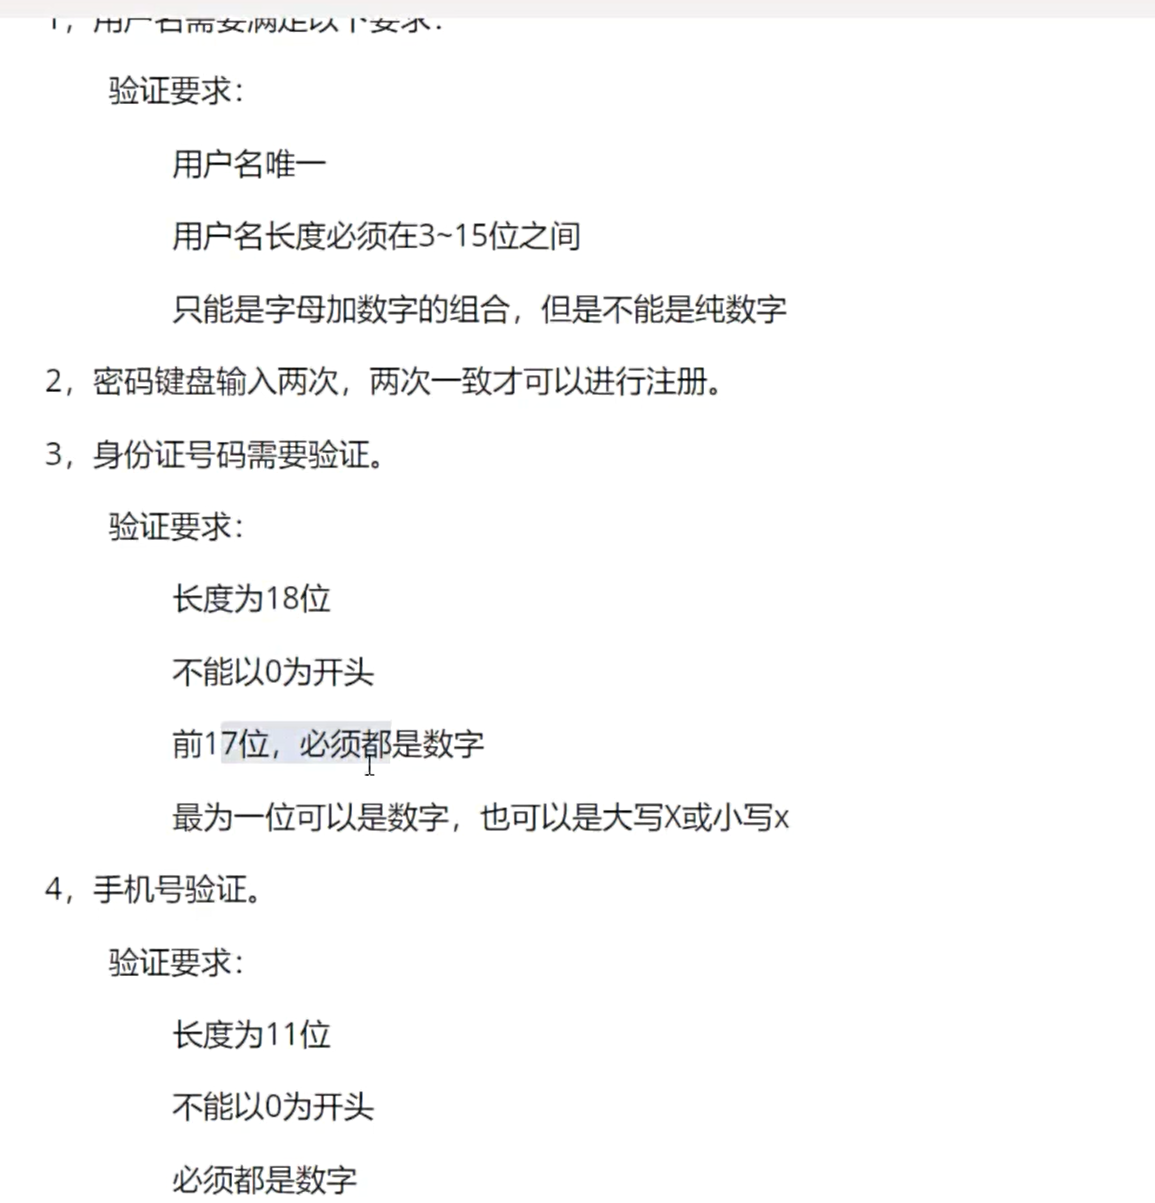 1，用户名需要满足以下要求：
验证要求：
用户名唯一
用户名长度必须在3~15位之间
只能是字母加数字的组合，但是不能是纯数字
2，密码键盘输入两次，两次一致才可以进行注册。
3，身份证号码需要验证。
验证要求：
长度为18位
不能以0为开头
前17位，必须都是数字
最为一位可以是数字，也可以是大写X或小写x
4，手机号验证。
验证要求：
长度为11位
不能以0为开头
必须都是数字